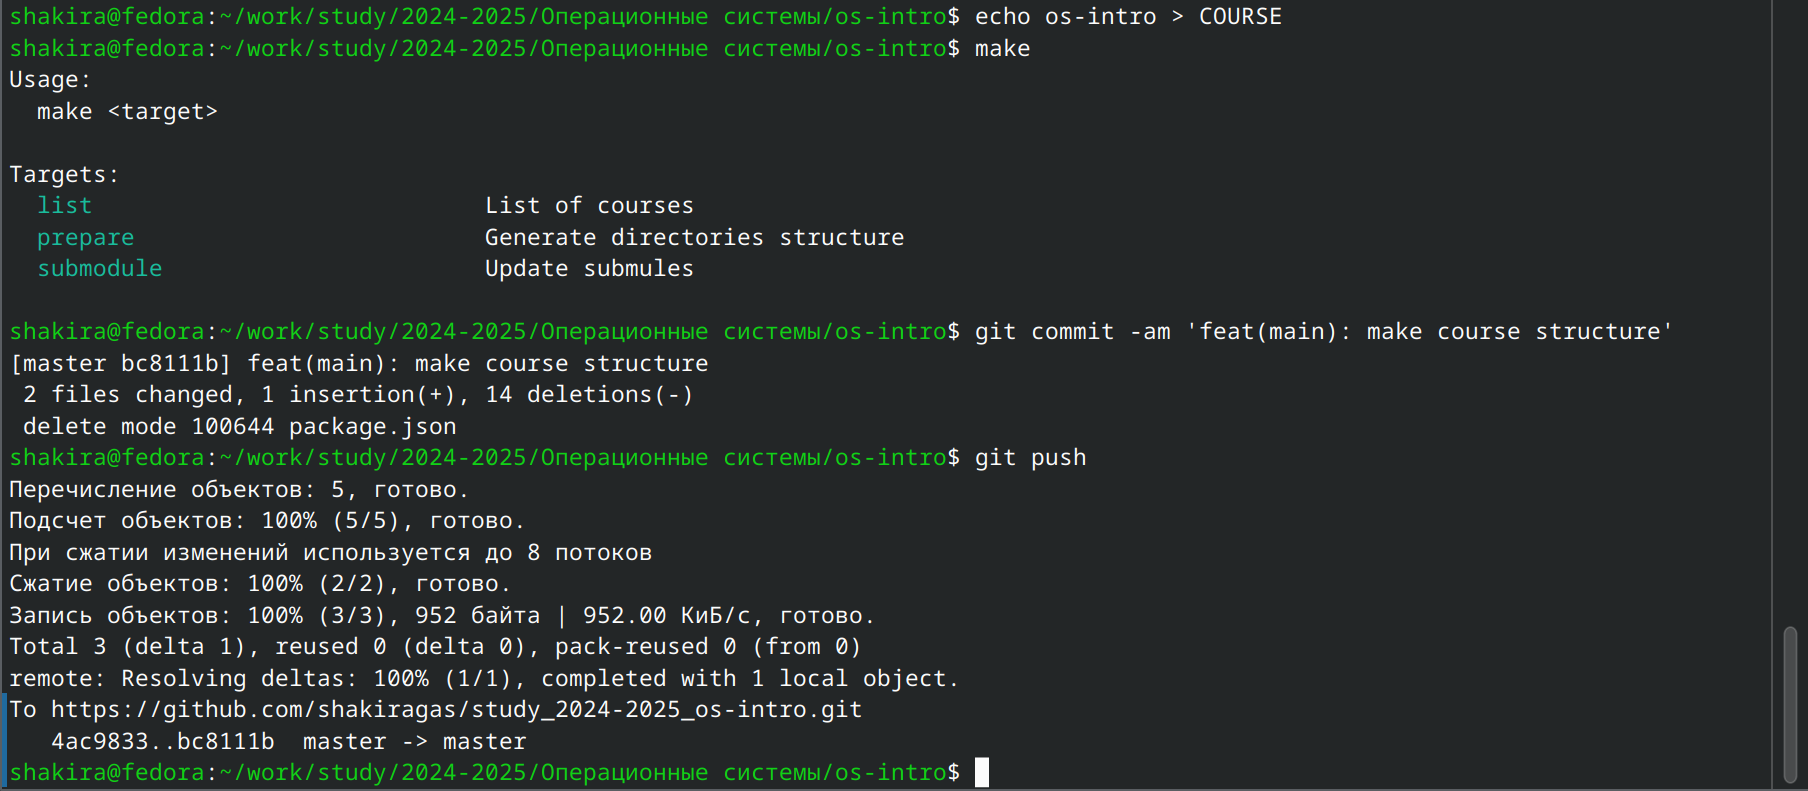 shakira@fedora:~/work/study/2024-2025/Операционные системы/os-intro$ echo os-intro > COURSE
shakira@fedora:~/work/study/2024-2025/Операционные системы/os-intro$ make
Usage:
  make <target>

Targets:
  list                            List of courses
  prepare                         Generate directories structure
  submodule                       Update submules

shakira@fedora:~/work/study/2024-2025/Операционные системы/os-intro$ git commit -am 'feat(main): make course structure'
[master bc8111b] feat(main): make course structure
 2 files changed, 1 insertion(+), 14 deletions(-)
 delete mode 100644 package.json
shakira@fedora:~/work/study/2024-2025/Операционные системы/os-intro$ git push
Перечисление объектов: 5, готово.
Подсчет объектов: 100% (5/5), готово.
При сжатии изменений используется до 8 потоков
Сжатие объектов: 100% (2/2), готово.
Запись объектов: 100% (3/3), 952 байта | 952.00 КиБ/с, готово.
Total 3 (delta 1), reused 0 (delta 0), pack-reused 0 (from 0)
remote: Resolving deltas: 100% (1/1), completed with 1 local object.
To https://github.com/shakiragas/study_2024-2025_os-intro.git
   4ac9833..bc8111b  master -> master
shakira@fedora:~/work/study/2024-2025/Операционные системы/os-intro$